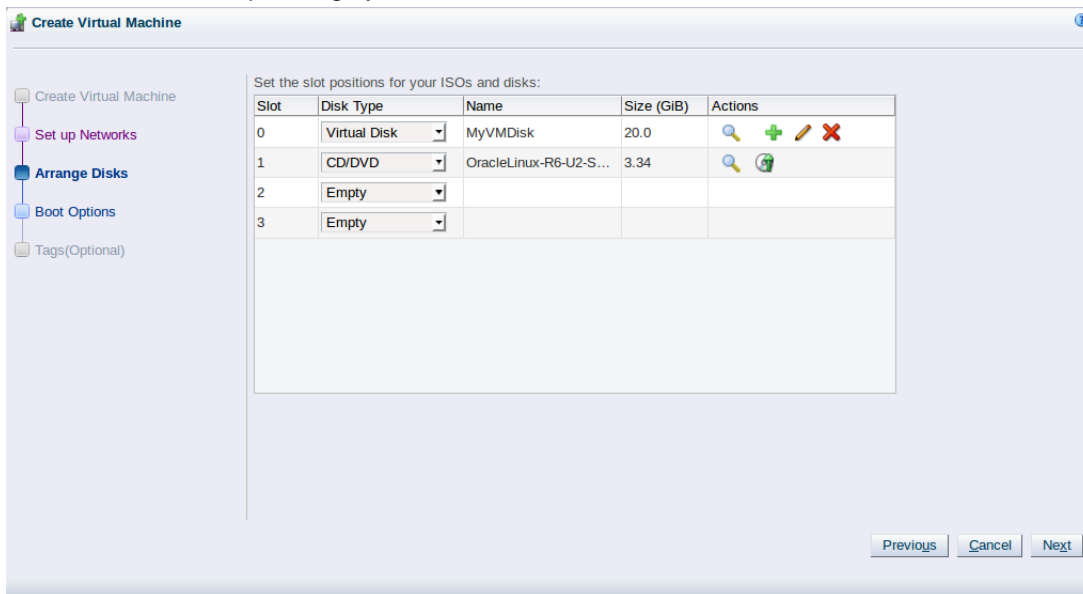 Create Virtual Machine
Create Virtual Machine
Set up Networks
Arrange Disks
Boot Options
Tags(Optional)
Set the slot positions for your ISOs and disks:
Slot Disk Type Name Size (GiB) Actions
0 Virtual Disk MyVMDisk 20.0
1 CD/DVD OracleLinux-R6-U2-S... 3.34
2 Empty
3 Empty
Previous Cancel Next